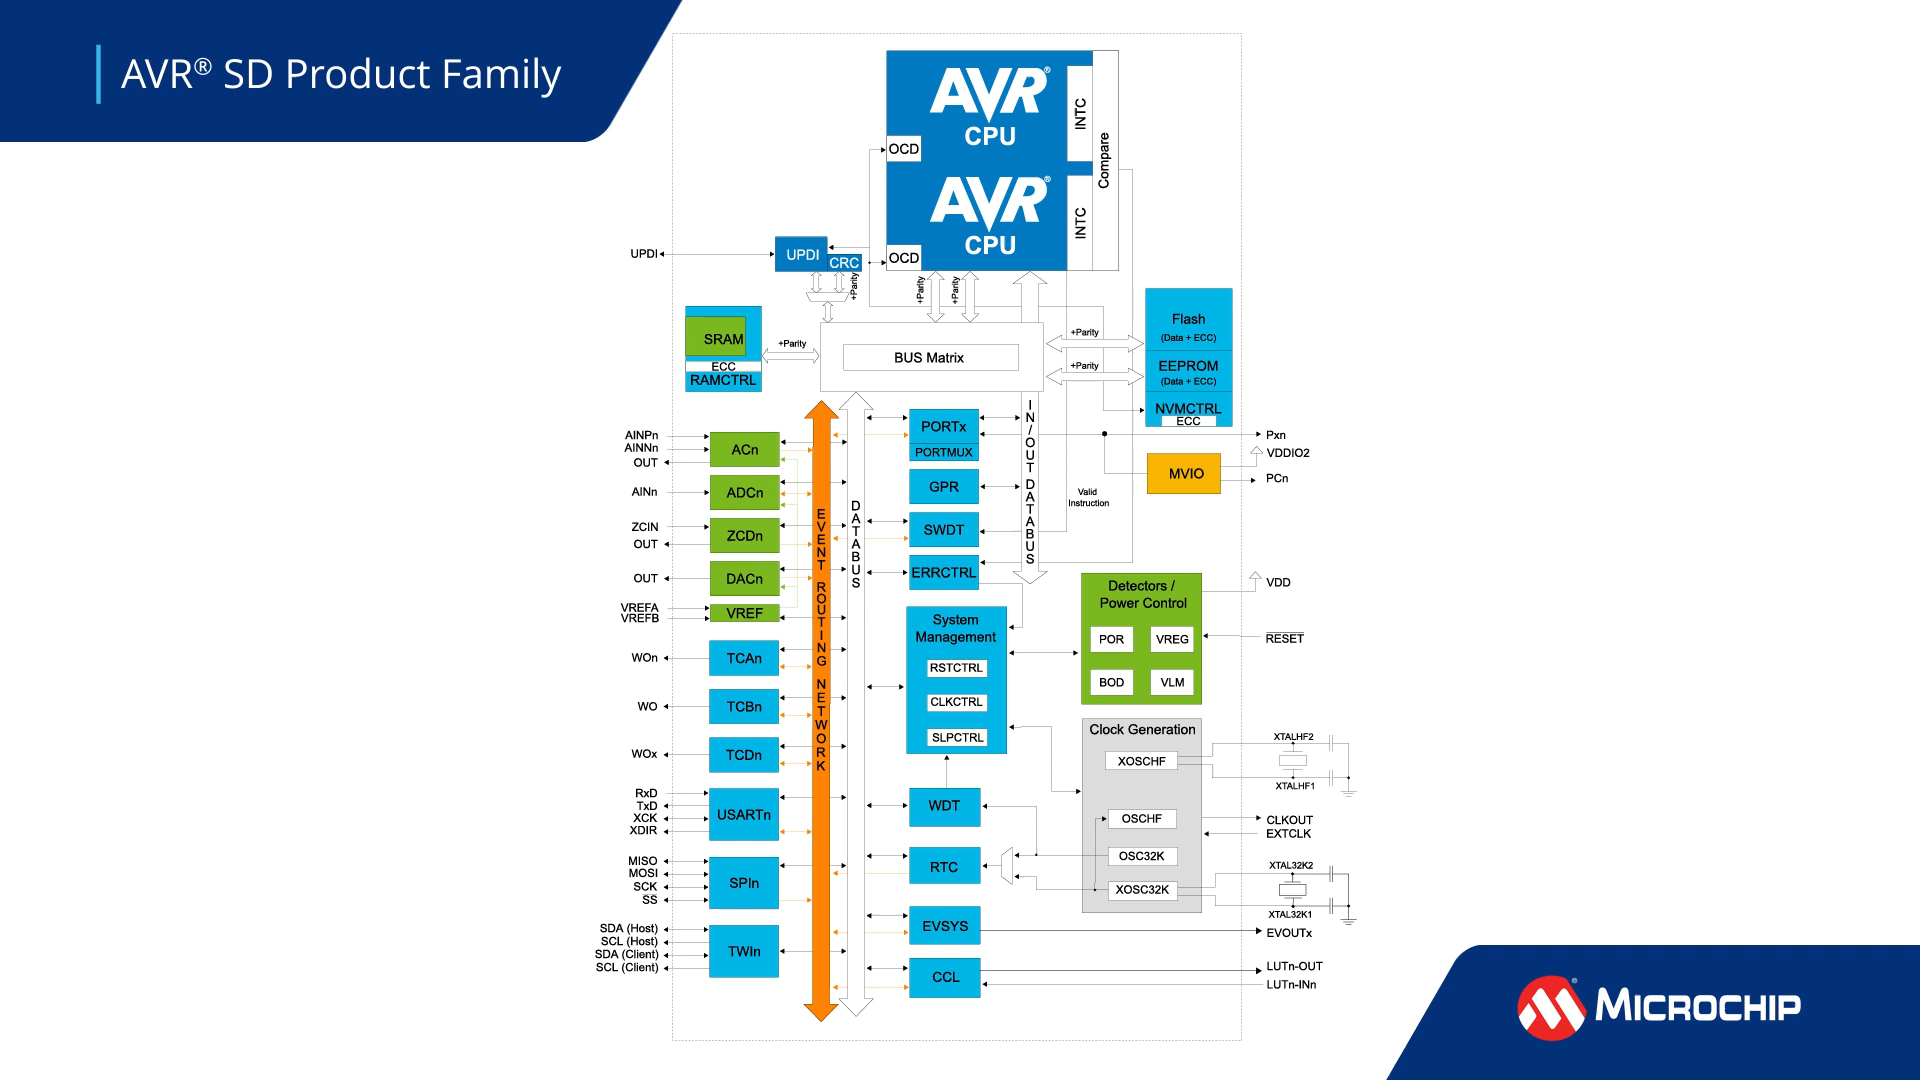 AVR® SD Product Family
AVR®
CPU
INTC
OCD
Compare
AVR®
CPU
INTC
OCD
UPDI
UPDI
CRC
+Parity
+Parity
+Parity
SRAM
ECC
RAMCTRL
+Parity
BUS Matrix
+Parity
+Parity
Flash
(Data + ECC)
EEPROM
(Data + ECC)
NVMCTRL
ECC
EVENT ROUTING NETWORK
DATABUS
IN/OUT DATABUS
AINPn
AINNn
OUT
ACn
AINn
ADCn
ZCIN
OUT
ZCDn
OUT
DACn
VREFA
VREFB
VREF
WOn
TCAn
WO
TCBn
WOx
TCDn
RxD
TxD
XCK
XDIR
USARTn
MISO
MOSI
SCK
SS
SPIn
SDA (Host)
SCL (Host)
SDA (Client)
SCL (Client)
TWIn
PORTx
PORTMUX
GPR
SWDT
ERRCTRL
System
Management
RSTCTRL
CLKCTRL
SLPCTRL
WDT
RTC
EVSYS
CCL
Valid
Instruction
Pxn
VDDIO2
MVIO
PCn
Detectors /
Power Control
POR
VREG
BOD
VLM
VDD
RESET
Clock Generation
XOSCHF
OSCHF
OSC32K
XOSC32K
XTALHF2
XTALHF1
CLKOUT
EXTCLK
XTAL32K2
XTAL32K1
EVOUTx
LUTn-OUT
LUTn-INn
MICROCHIP